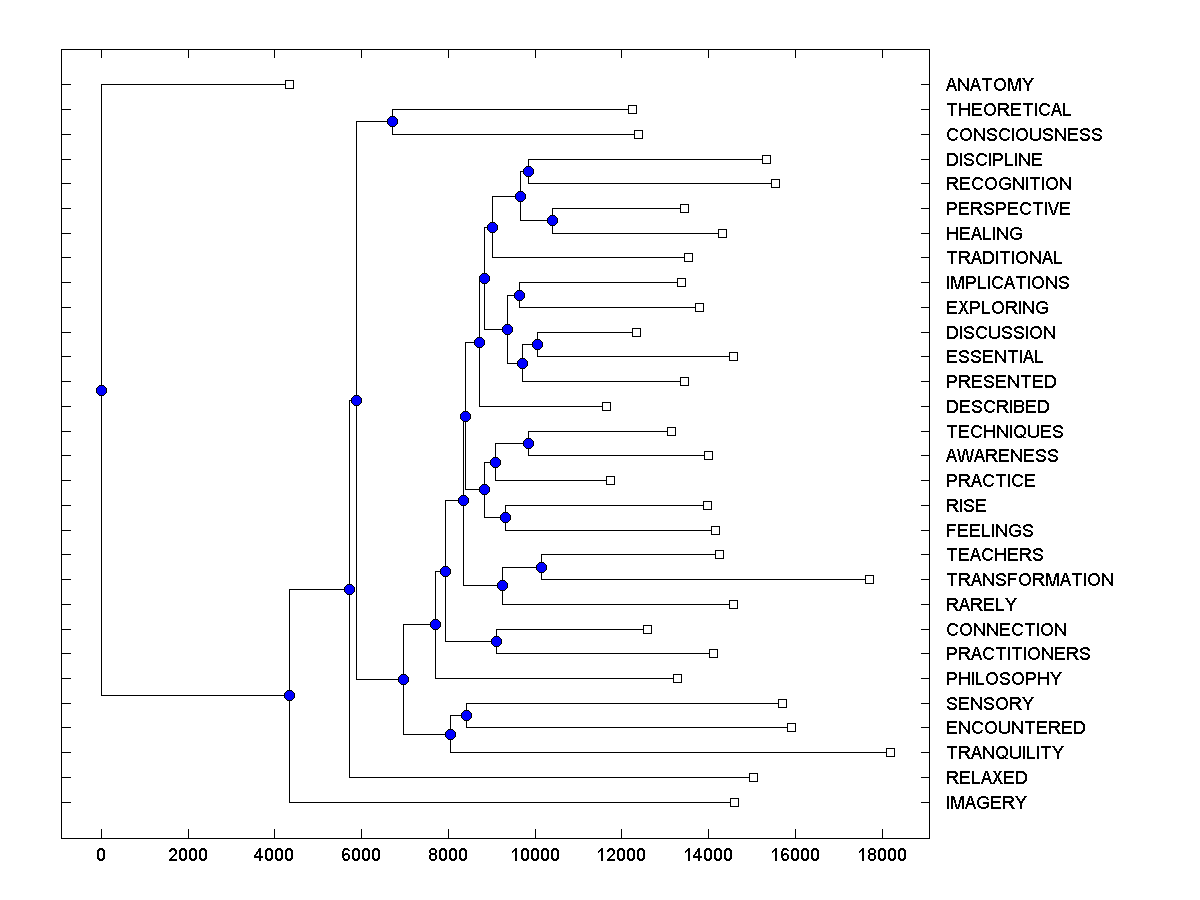 ANATOMY
THEORETICAL
CONSCIOUSNESS
DISCIPLINE
RECOGNITION
PERSPECTIVE
HEALING
TRADITIONAL
IMPLICATIONS
EXPLORING
DISCUSSION
ESSENTIAL
PRESENTED
DESCRIBED
TECHNIQUES
AWARENESS
PRACTICE
RISE
FEELINGS
TEACHERS
TRANSFORMATION
RARELY
CONNECTION
PRACTITIONERS
PHILOSOPHY
SENSORY
ENCOUNTERED
TRANQUILITY
RELAXED
IMAGERY
0 2000 4000 6000 8000 10000 12000 14000 16000 18000